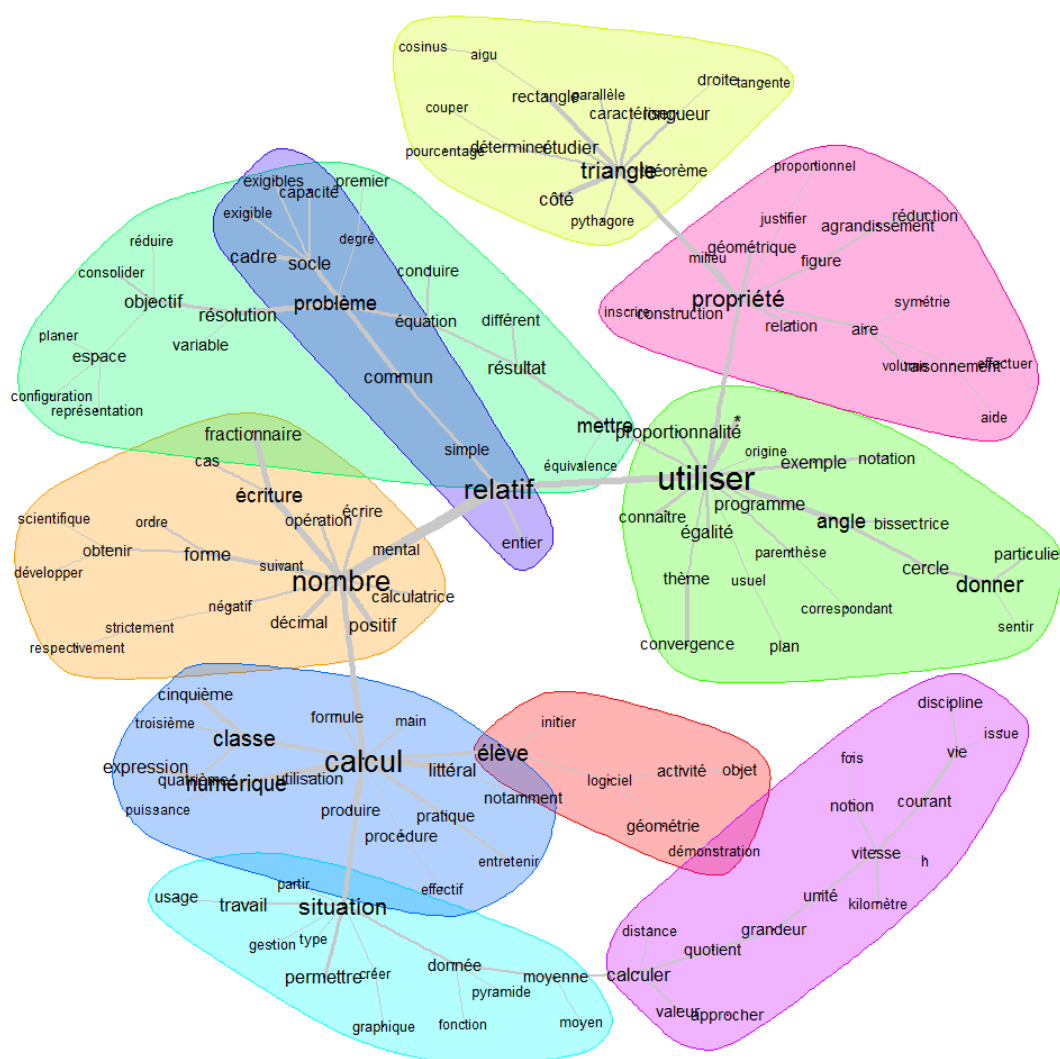 cosinus
aigu
droite
tangente
rectangle
parallèle
caractériser
longueur
couper
pourcentage
déterminer
étudier
triangle
théorème
côté
pythagore
proportionnel
justifier
réduction
agrandissement
géométrique
milieu
figure
propriété
symétrie
inscrire
construction
relation
aire
volume
raisonnement
effectuer
aide
exigibles
premier
capacité
exigible
degré
réduire
cadre
socle
conduire
consolider
objectif
problème
résolution
équation
différent
planer
variable
espace
résultat
commun
configuration
représentation
mettre
simple
équivalence
relatif
entier
*
proportionnalité
origine
exemple
notation
utiliser
programme
connaître
égalité
angle
bissectrice
parenthèse
cercle
particulie
donner
thème
usuel
correspondant
sentir
convergence
plan
fractionnaire
cas
écriture
scientifique
ordre
opération
écrire
obtenir
forme
mental
suivant
développer
nombre
calculatrice
négatif
décimal
positif
strictement
respectivement
cinquième
formule
main
troisième
classe
calcul
littéral
expression
quatrième
numérique
utilisation
puissance
produire
pratique
procédure
entretenir
effectif
élève
initier
notamment
logiciel
activité
objet
géométrie
démonstration
discipline
issue
vie
fois
notion
courant
vitesse
h
unité
kilomètre
distance
grandeur
quotient
calculer
valeur
approcher
partir
usage
travail
situation
gestion
type
permettre
créer
donnée
moyenne
pyramide
graphique
fonction
moyen